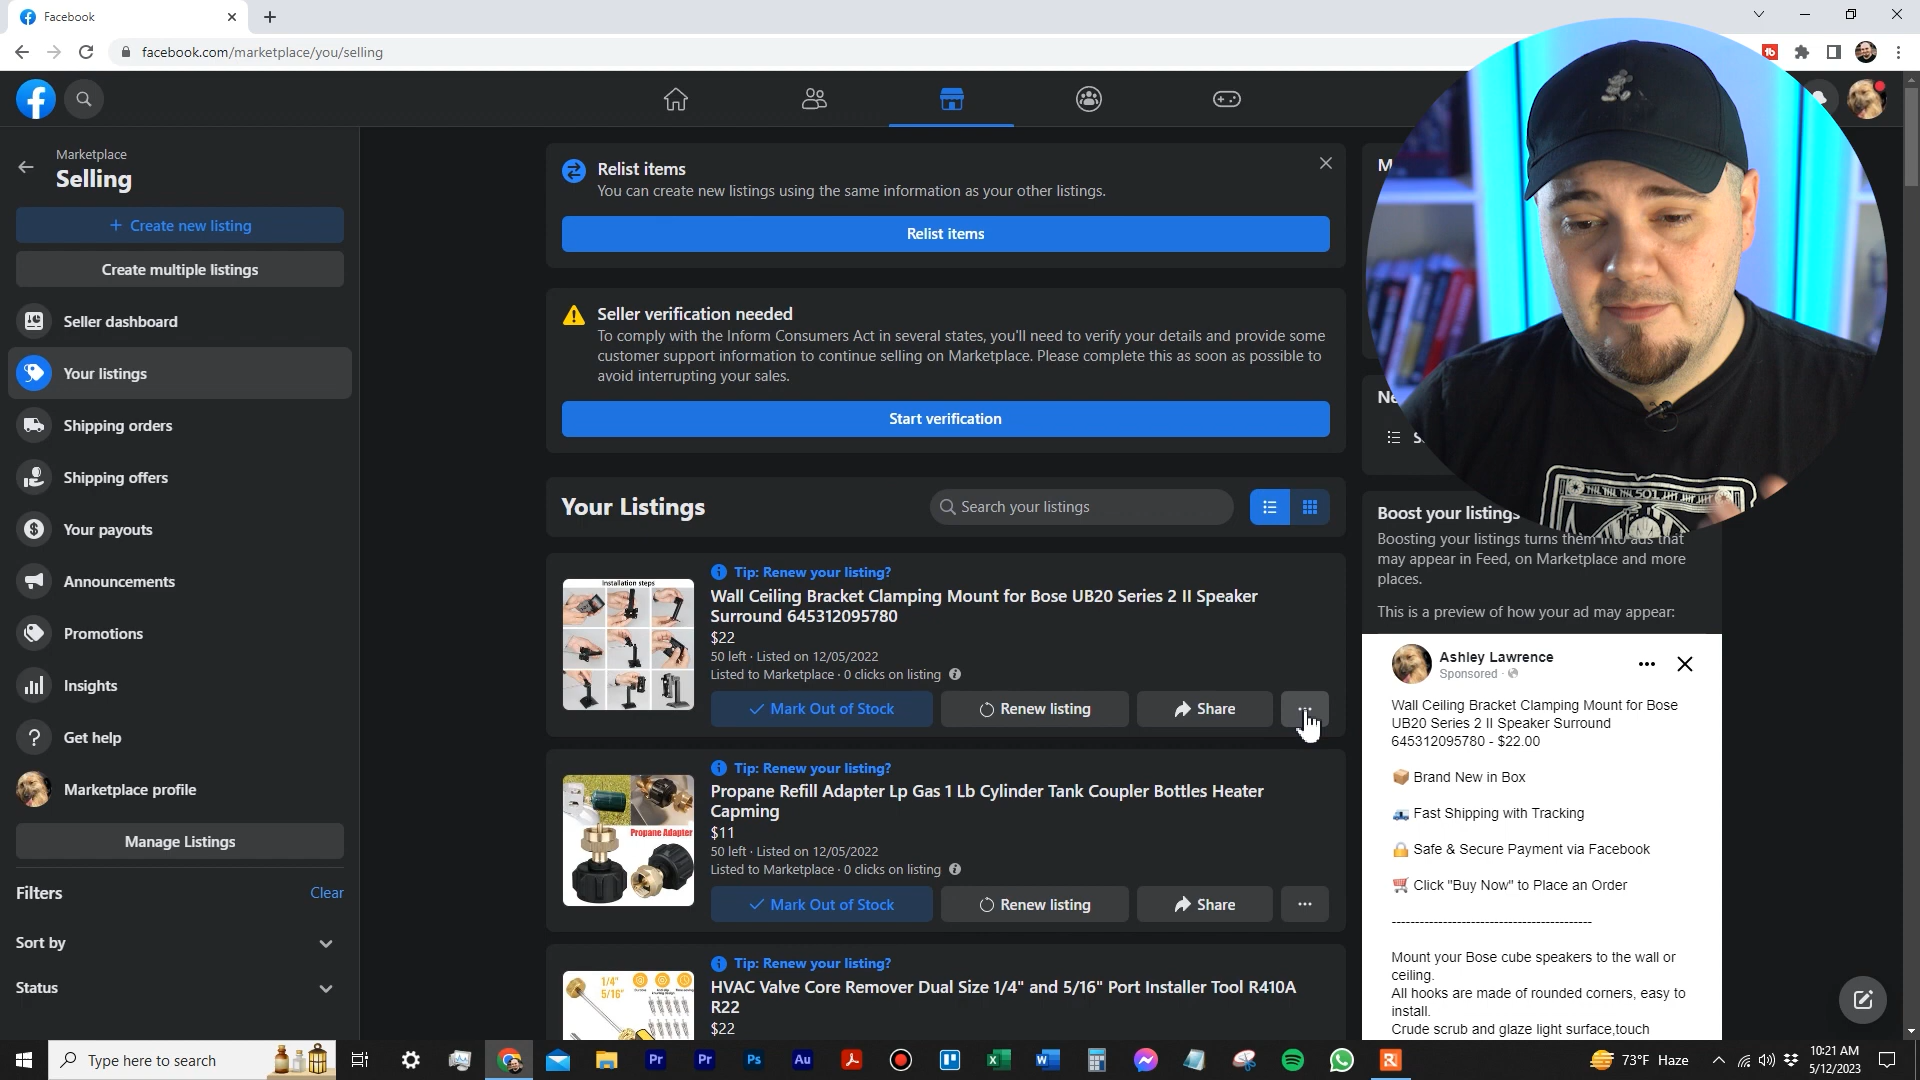 Facebook
facebook.com/marketplace/you/selling
Marketplace
Selling
+ Create new listing
Create multiple listings
Seller dashboard
Your listings
Shipping orders
Shipping offers
Your payouts
Announcements
Promotions
Insights
Get help
Marketplace profile
Manage Listings
Filters
Clear
Sort by
Status
Relist items
You can create new listings using the same information as your other listings.
Relist items
Seller verification needed
To comply with the Inform Consumers Act in several states, you'll need to verify your details and provide some
customer support information to continue selling on Marketplace. Please complete this as soon as possible to
avoid interrupting your sales.
Start verification
Your Listings
Search your listings
Installation steps
Tip: Renew your listing?
Wall Ceiling Bracket Clamping Mount for Bose UB20 Series 2 II Speaker
Surround 645312095780
$22
50 left · Listed on 12/05/2022
Listed to Marketplace · 0 clicks on listing
Mark Out of Stock
Renew listing
Share
Propane Adapter
Tip: Renew your listing?
Propane Refill Adapter Lp Gas 1 Lb Cylinder Tank Coupler Bottles Heater
Capming
$11
50 left · Listed on 12/05/2022
Listed to Marketplace · 0 clicks on listing
Mark Out of Stock
Renew listing
Share
1/4"
5/16"
Tip: Renew your listing?
HVAC Valve Core Remover Dual Size 1/4" and 5/16" Port Installer Tool R410A
R22
$22
501
Boost your listings
Boosting your listings turns them into ads that
may appear in Feed, on Marketplace and more
places.
This is a preview of how your ad may appear:
Ashley Lawrence
Sponsored ·
Wall Ceiling Bracket Clamping Mount for Bose
UB20 Series 2 II Speaker Surround
645312095780 - $22.00
Brand New in Box
Fast Shipping with Tracking
Safe & Secure Payment via Facebook
Click "Buy Now" to Place an Order
-------------------------------------------
Mount your Bose cube speakers to the wall or
ceiling.
All hooks are made of rounded corners, easy to
install.
Crude scrub and glaze light surface,touch
Type here to search
Pr
Pr
Ps
Au
73°F Haze
10:21 AM
5/12/2023